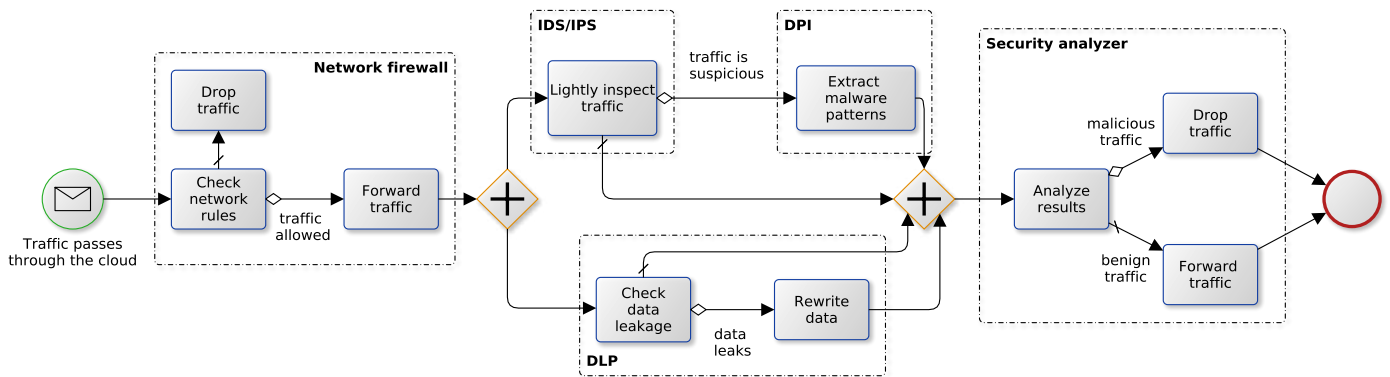 Traffic passes
through the cloud
Network firewall
Drop
traffic
Check
network
rules
traffic
allowed
Forward
traffic
IDS/IPS
Lightly inspect
traffic
traffic is
suspicious
DPI
Extract
malware
patterns
DLP
Check
data
leakage
data
leaks
Rewrite
data
Security analyzer
Analyze
results
malicious
traffic
Drop
traffic
benign
traffic
Forward
traffic